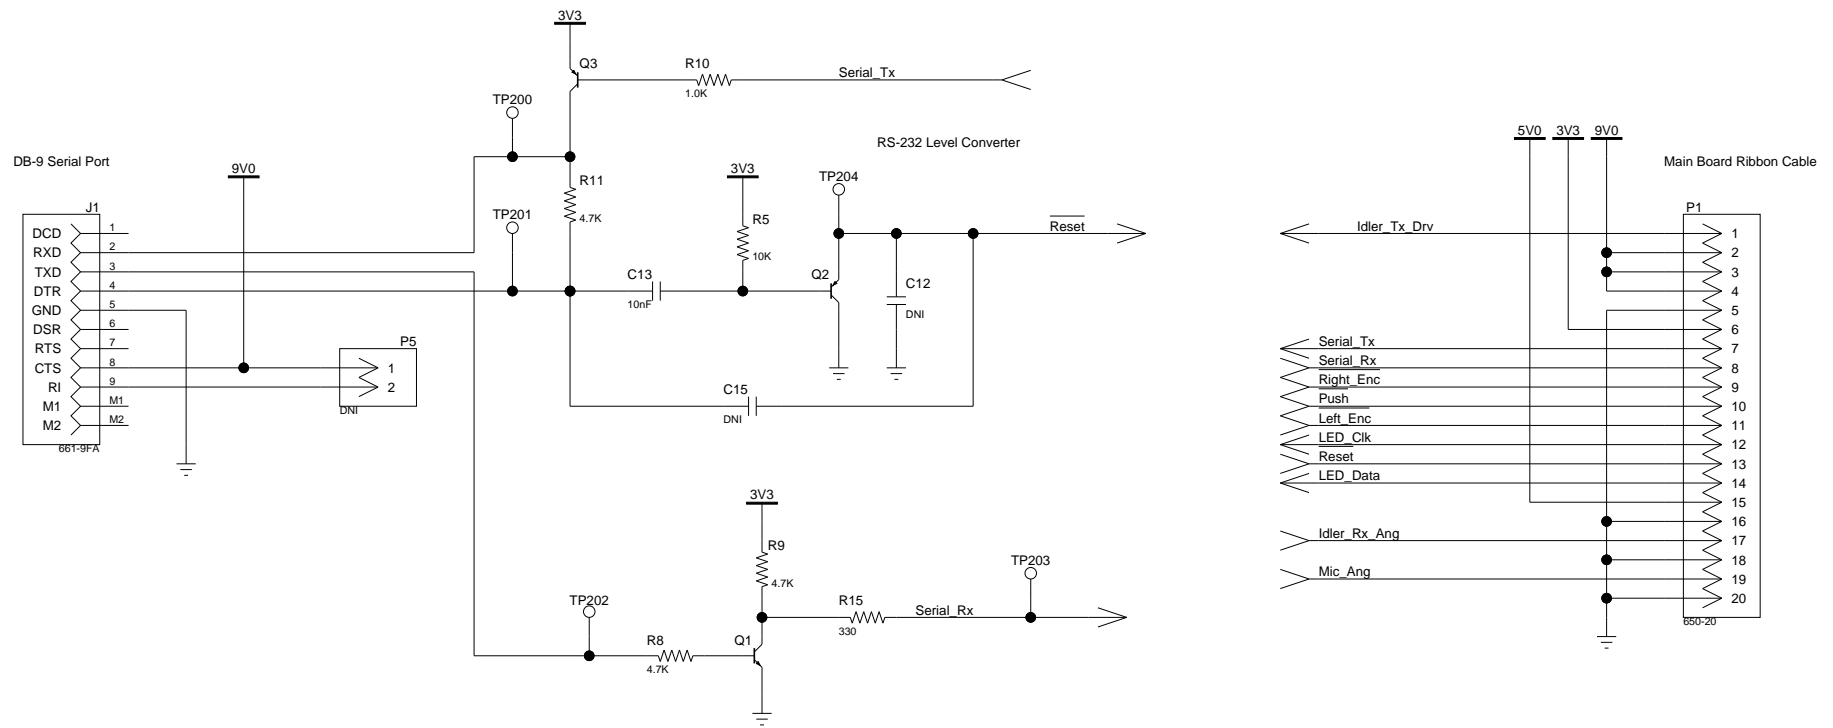 3V3
Q3
R10
Serial_Tx
1.0K
TP200
RS-232 Level Converter
DB-9 Serial Port
9V0
R11
4.7K
3V3
TP204
TP201
R5
10K
Reset
J1
DCD 1
RXD 2
TXD 3
DTR 4
GND 5
DSR 6
RTS 7
CTS 8
RI 9
M1 M1
M2 M2
661-9FA
C13
10nF
Q2
C12
DNI
P5
1
2
DNI
C15
DNI
3V3
R9
4.7K
TP203
TP202
R15
Serial_Rx
330
R8
Q1
4.7K
5V0 3V3 9V0
Main Board Ribbon Cable
P1
Idler_Tx_Drv 1
2
3
4
5
6
Serial_Tx 7
Serial_Rx 8
Right_Enc 9
Push 10
Left_Enc 11
LED_Clk 12
Reset 13
LED_Data 14
15
16
Idler_Rx_Ang 17
18
Mic_Ang 19
20
650-20